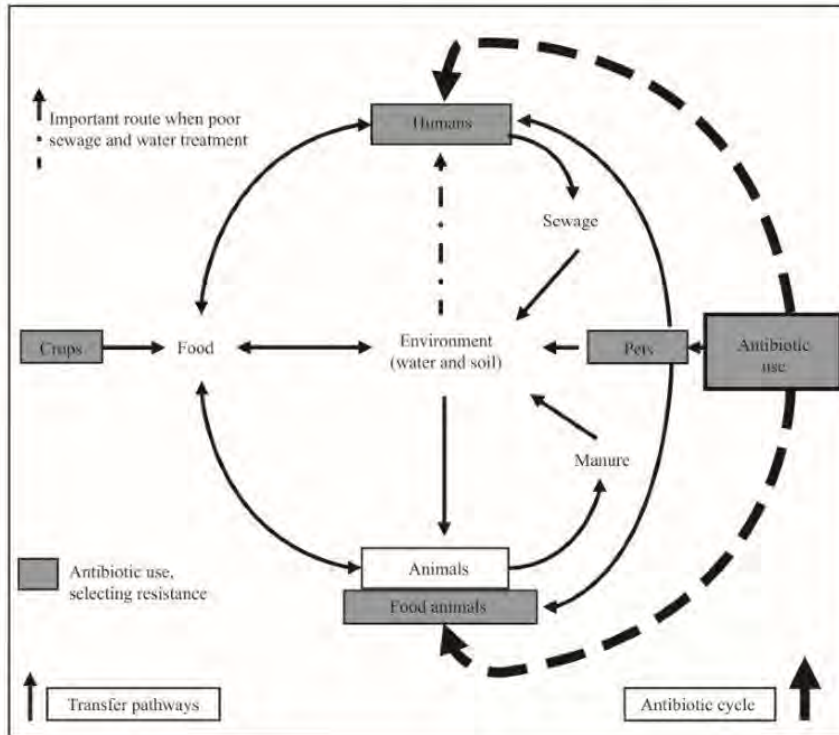 Important route when poor
sewage and water treatment
Humans
Sewage
Crups
Food
Environment
(water and soil)
Pets
Antibiotic
use
Manure
Animals
Food animals
Antibiotic use,
selecting resistance
Transfer pathways
Antibiotic cycle